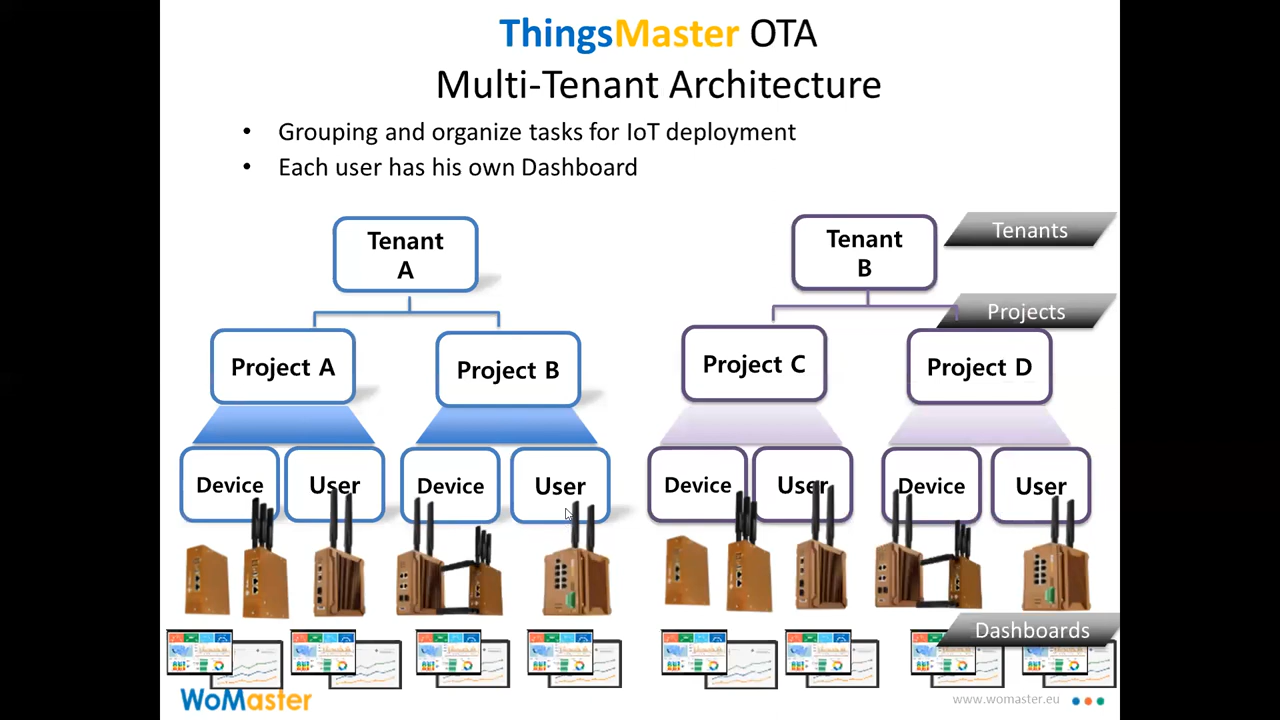 ThingsMaster OTA
Multi-Tenant Architecture
• Grouping and organize tasks for IoT deployment
• Each user has his own Dashboard
Tenant
A
Tenant
B
Tenants
Projects
Project A
Project B
Project C
Project D
Device
User
Device
User
Device
User
Device
User
Dashboards
WoMaster
www.womaster.eu